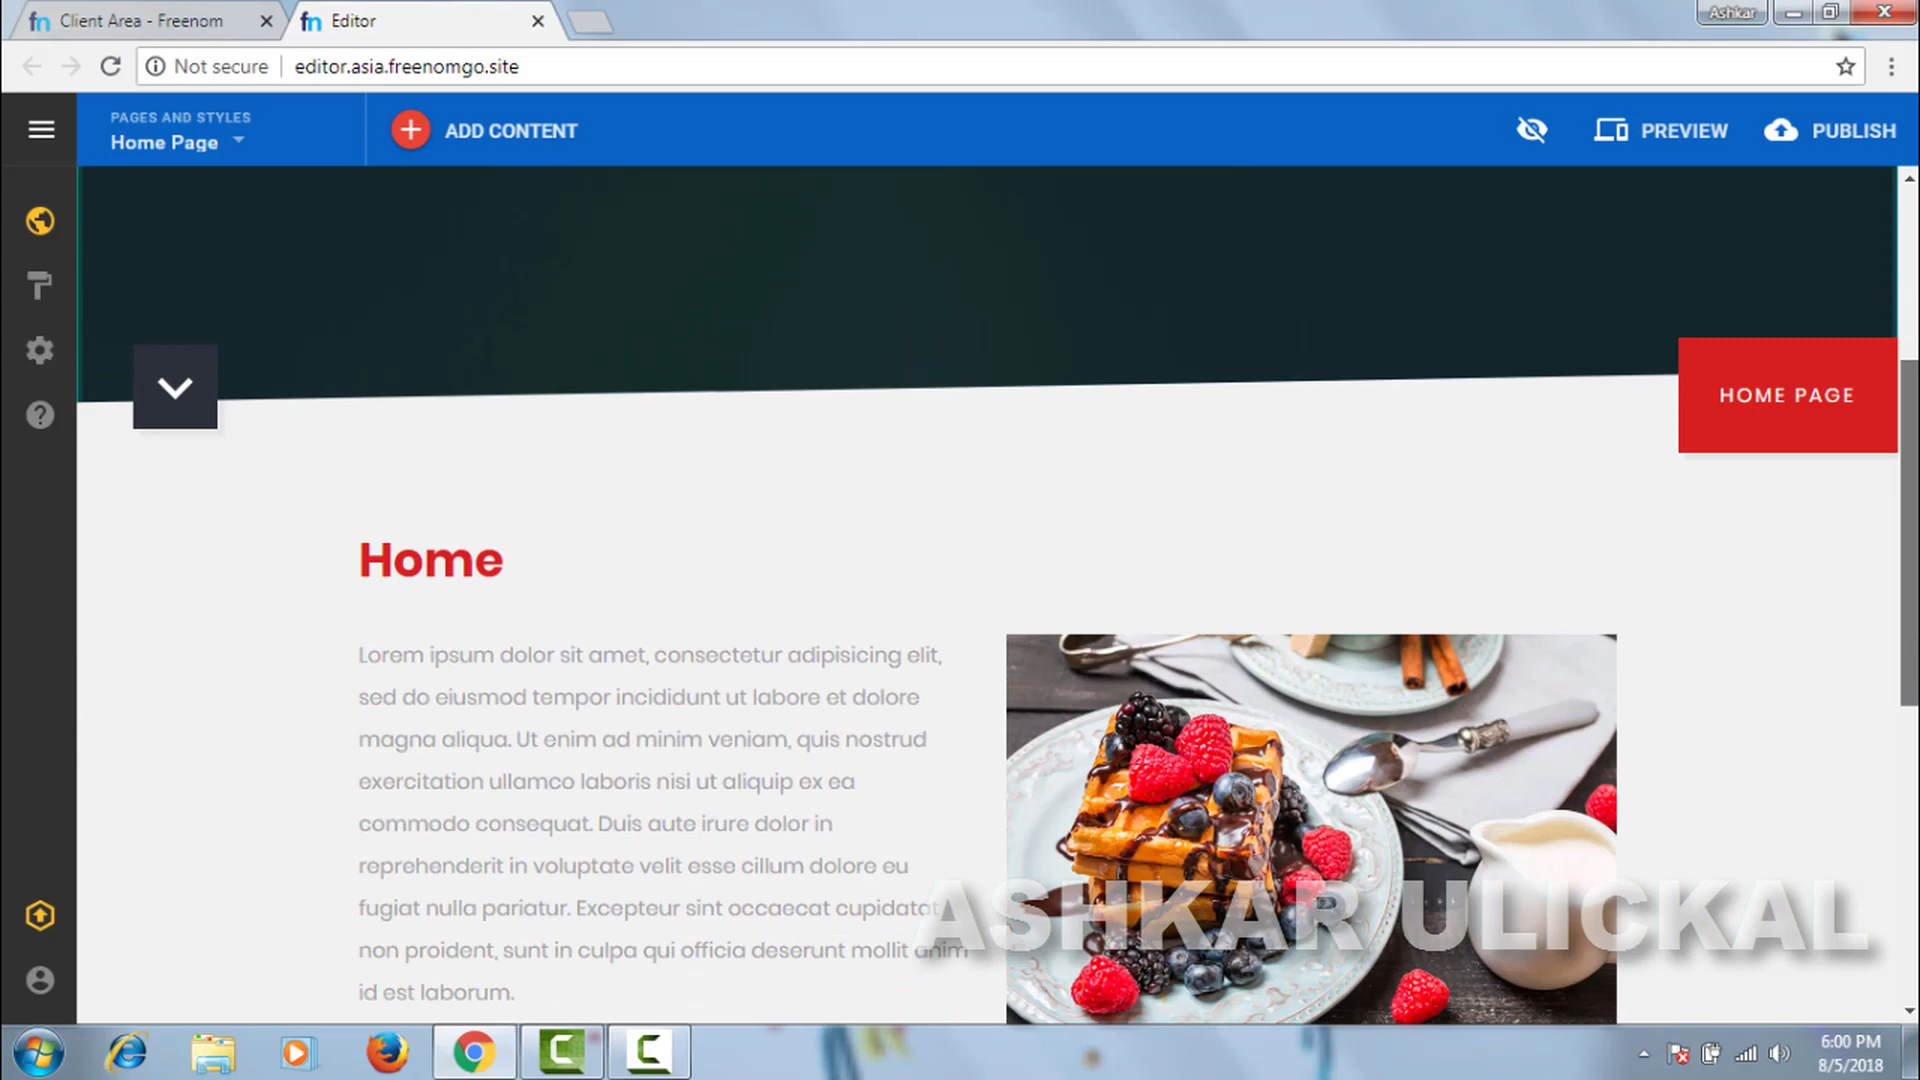 Client Area - Freenom
Editor
Ashkar
Not secure
editor.asia.freenomgo.site
PAGES AND STYLES
Home Page
ADD CONTENT
PREVIEW
PUBLISH
HOME PAGE
Home
Lorem ipsum dolor sit amet, consectetur adipisicing elit,
sed do eiusmod tempor incididunt ut labore et dolore
magna aliqua. Ut enim ad minim veniam, quis nostrud
exercitation ullamco laboris nisi ut aliquip ex ea
commodo consequat. Duis aute irure dolor in
reprehenderit in voluptate velit esse cillum dolore eu
fugiat nulla pariatur. Excepteur sint occaecat cupidatat
non proident, sunt in culpa qui officia deserunt mollit anim
id est laborum.
ASHKAR ULICKAL
6:00 PM
8/5/2018